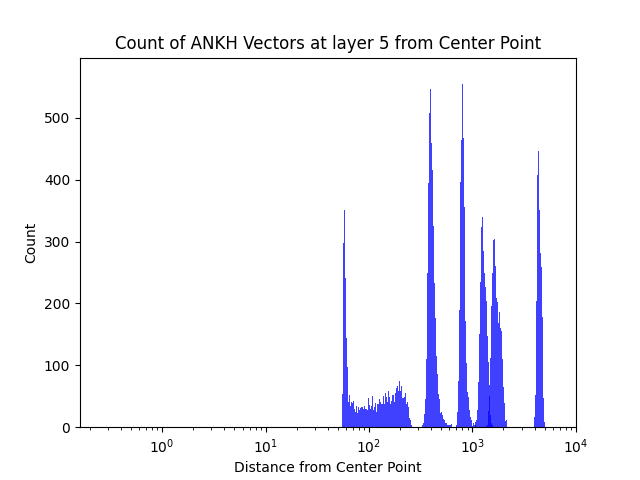 Count of ANKH Vectors at layer 5 from Center Point
Count
500
400
300
200
100
0
10⁰ 10¹ 10² 10³ 10⁴
Distance from Center Point